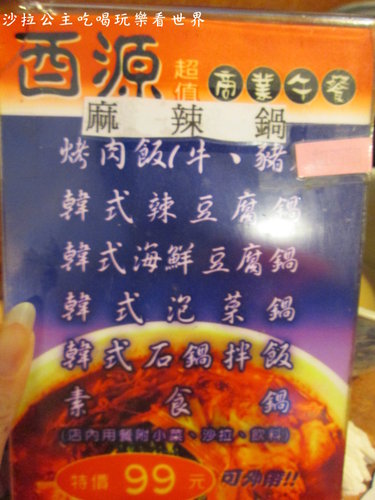 沙拉公主吃喝玩樂看世界
酉源 超值 商業午餐
麻辣鍋
烤肉飯(牛、豬
韓式辣豆腐鍋
韓式海鮮豆腐鍋
韓式泡菜鍋
韓式石鍋拌飯
素食鍋
(店內用餐附小菜、沙拉、飲料)
特價 99 元 可外帶!!